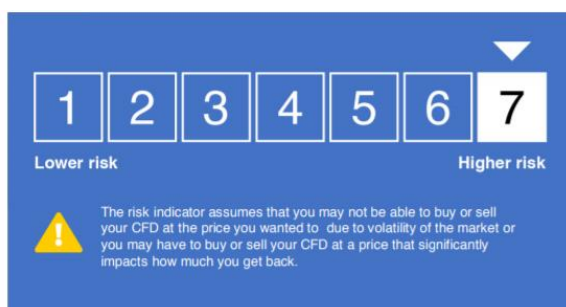 1 2 3 4 5 6 7
Lower risk Higher risk
The risk indicator assumes that you may not be able to buy or sell
your CFD at the price you wanted to due to volatility of the market or
you may have to buy or sell your CFD at a price that significantly
impacts how much you get back.